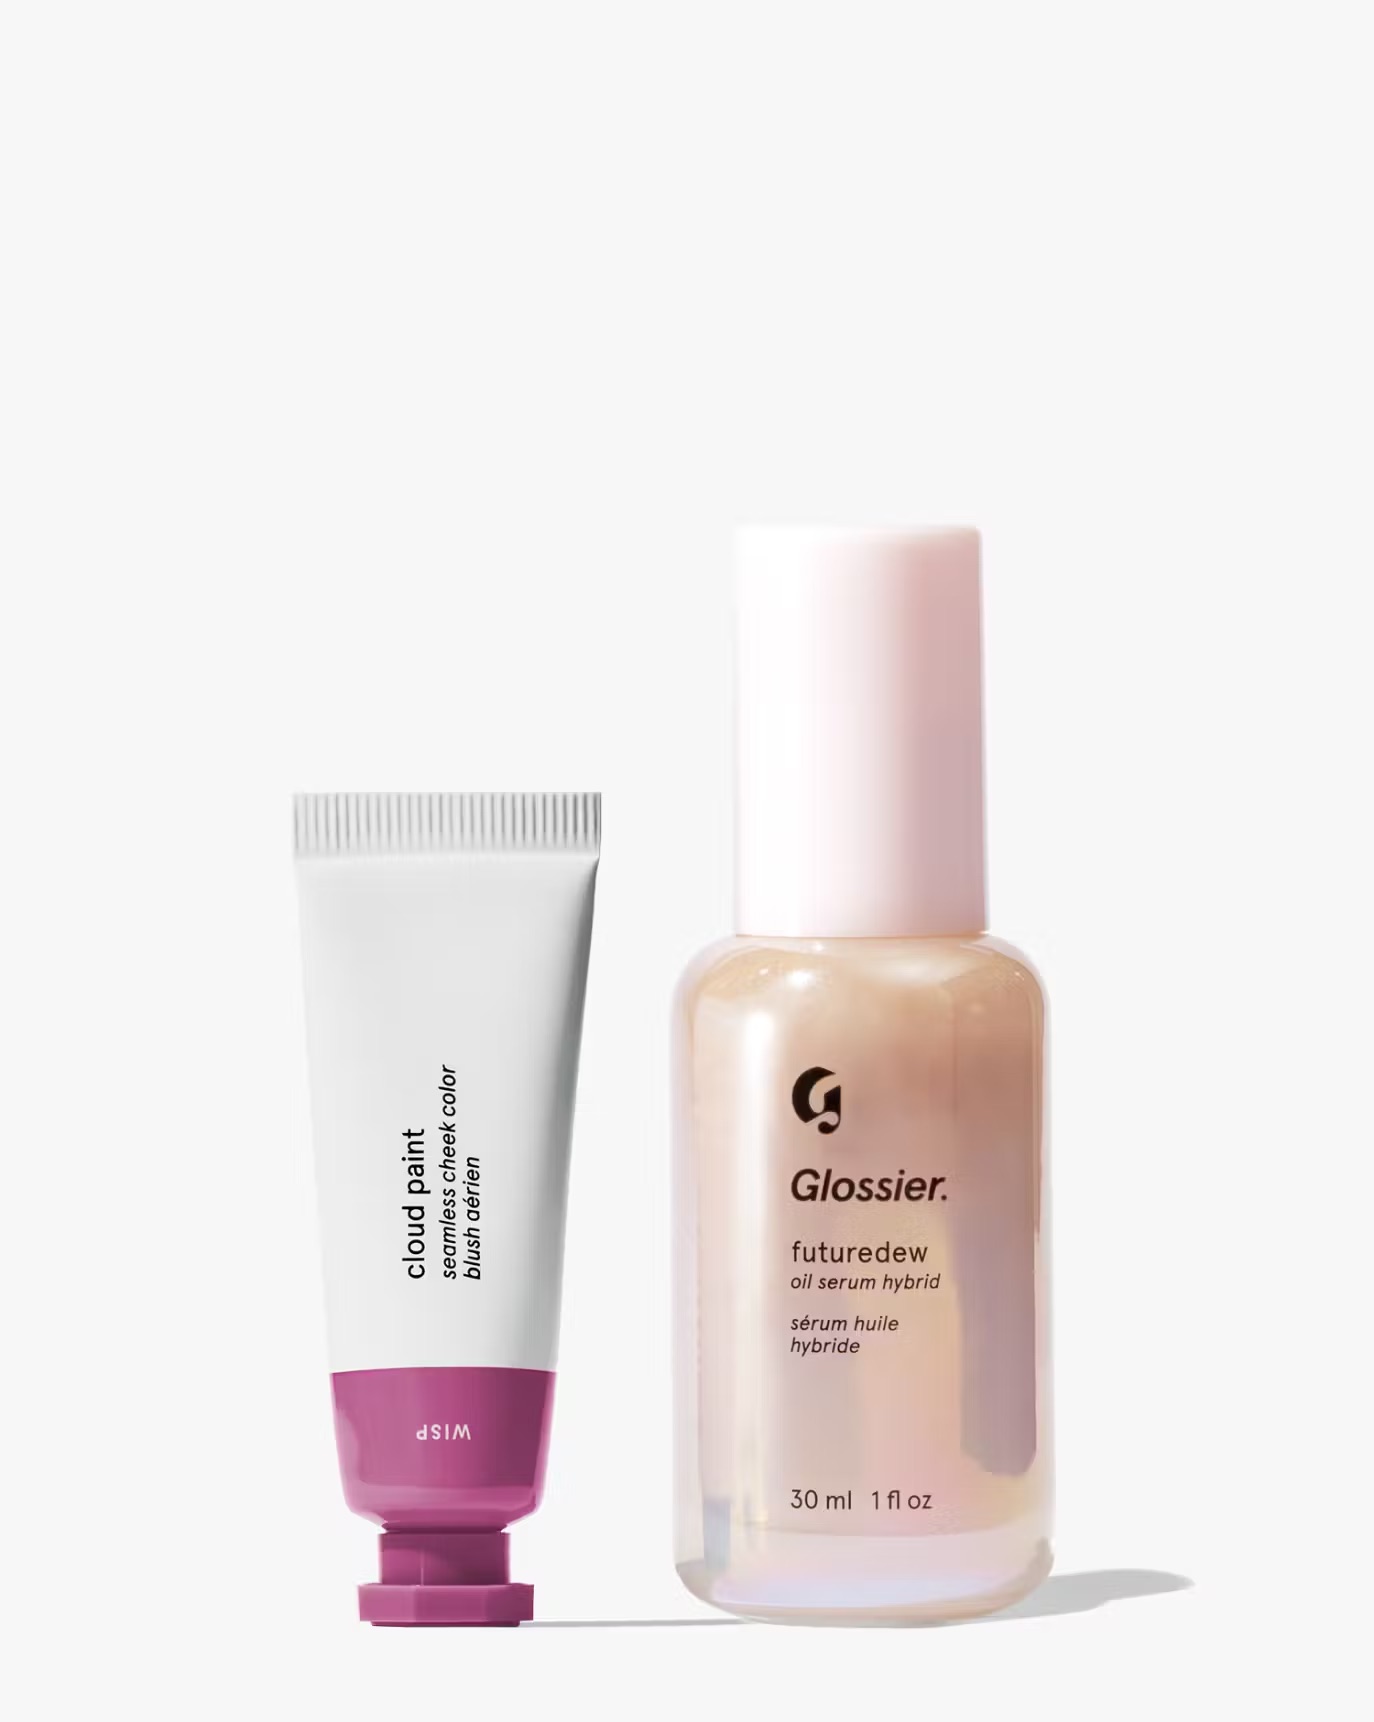 cloud paint
seamless cheek color
blush aérien
WISP
G
Glossier.
futuredew
oil serum hybrid
sérum huile
hybride
30 ml 1 fl oz